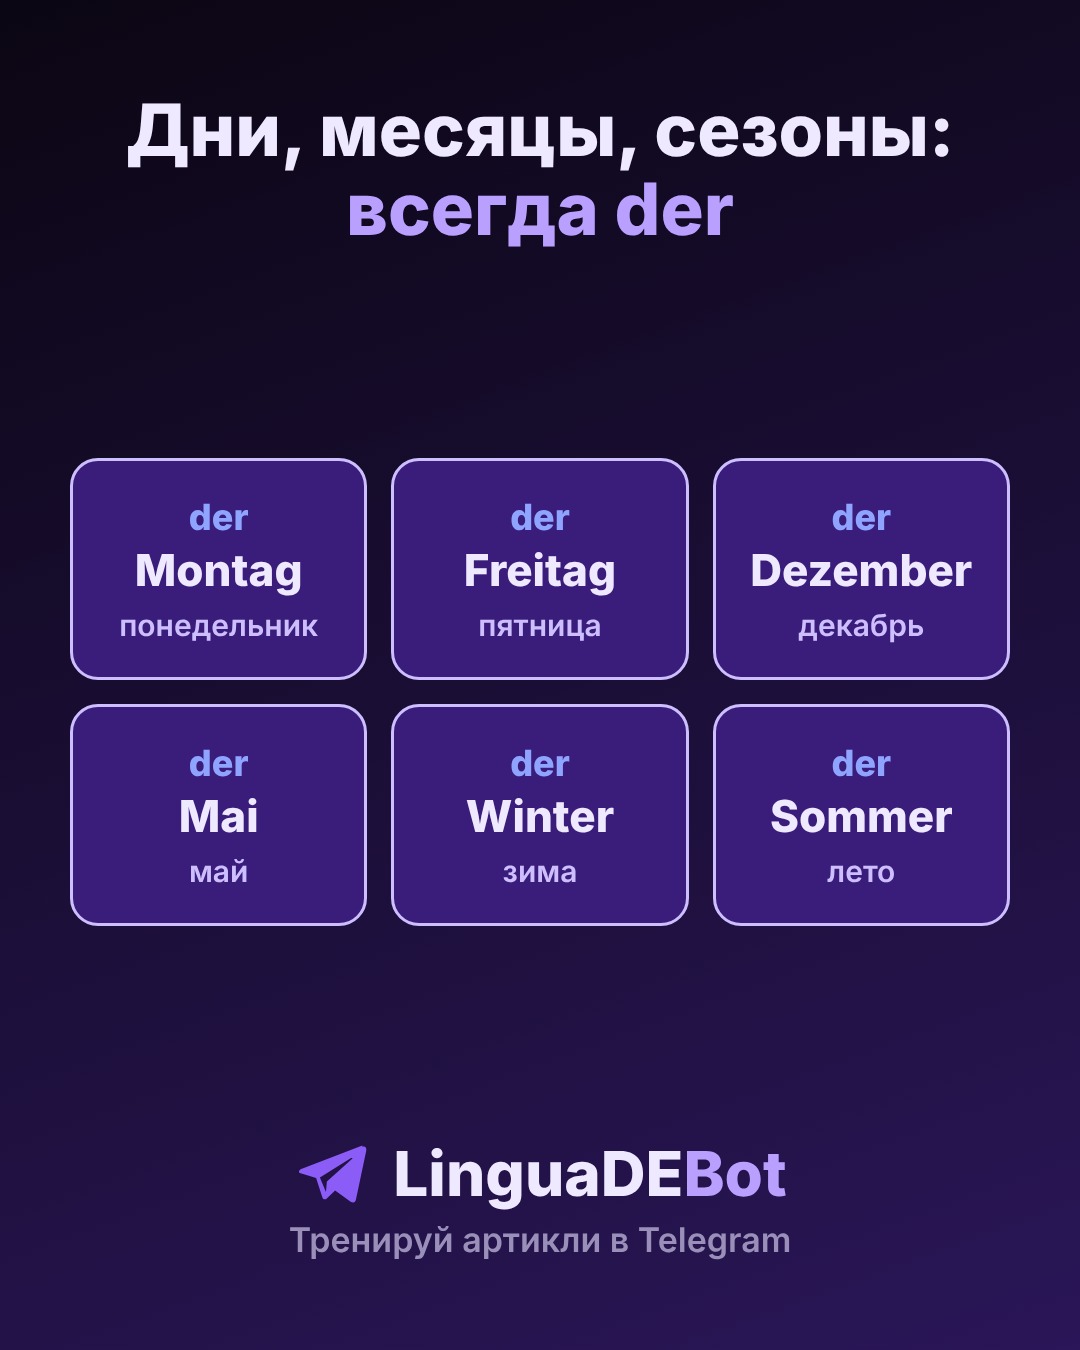 Дни, месяцы, сезоны:
всегда der
der
Montag
понедельник
der
Freitag
пятница
der
Dezember
декабрь
der
Mai
май
der
Winter
зима
der
Sommer
лето
LinguaDEBot
Тренируй артикли в Telegram